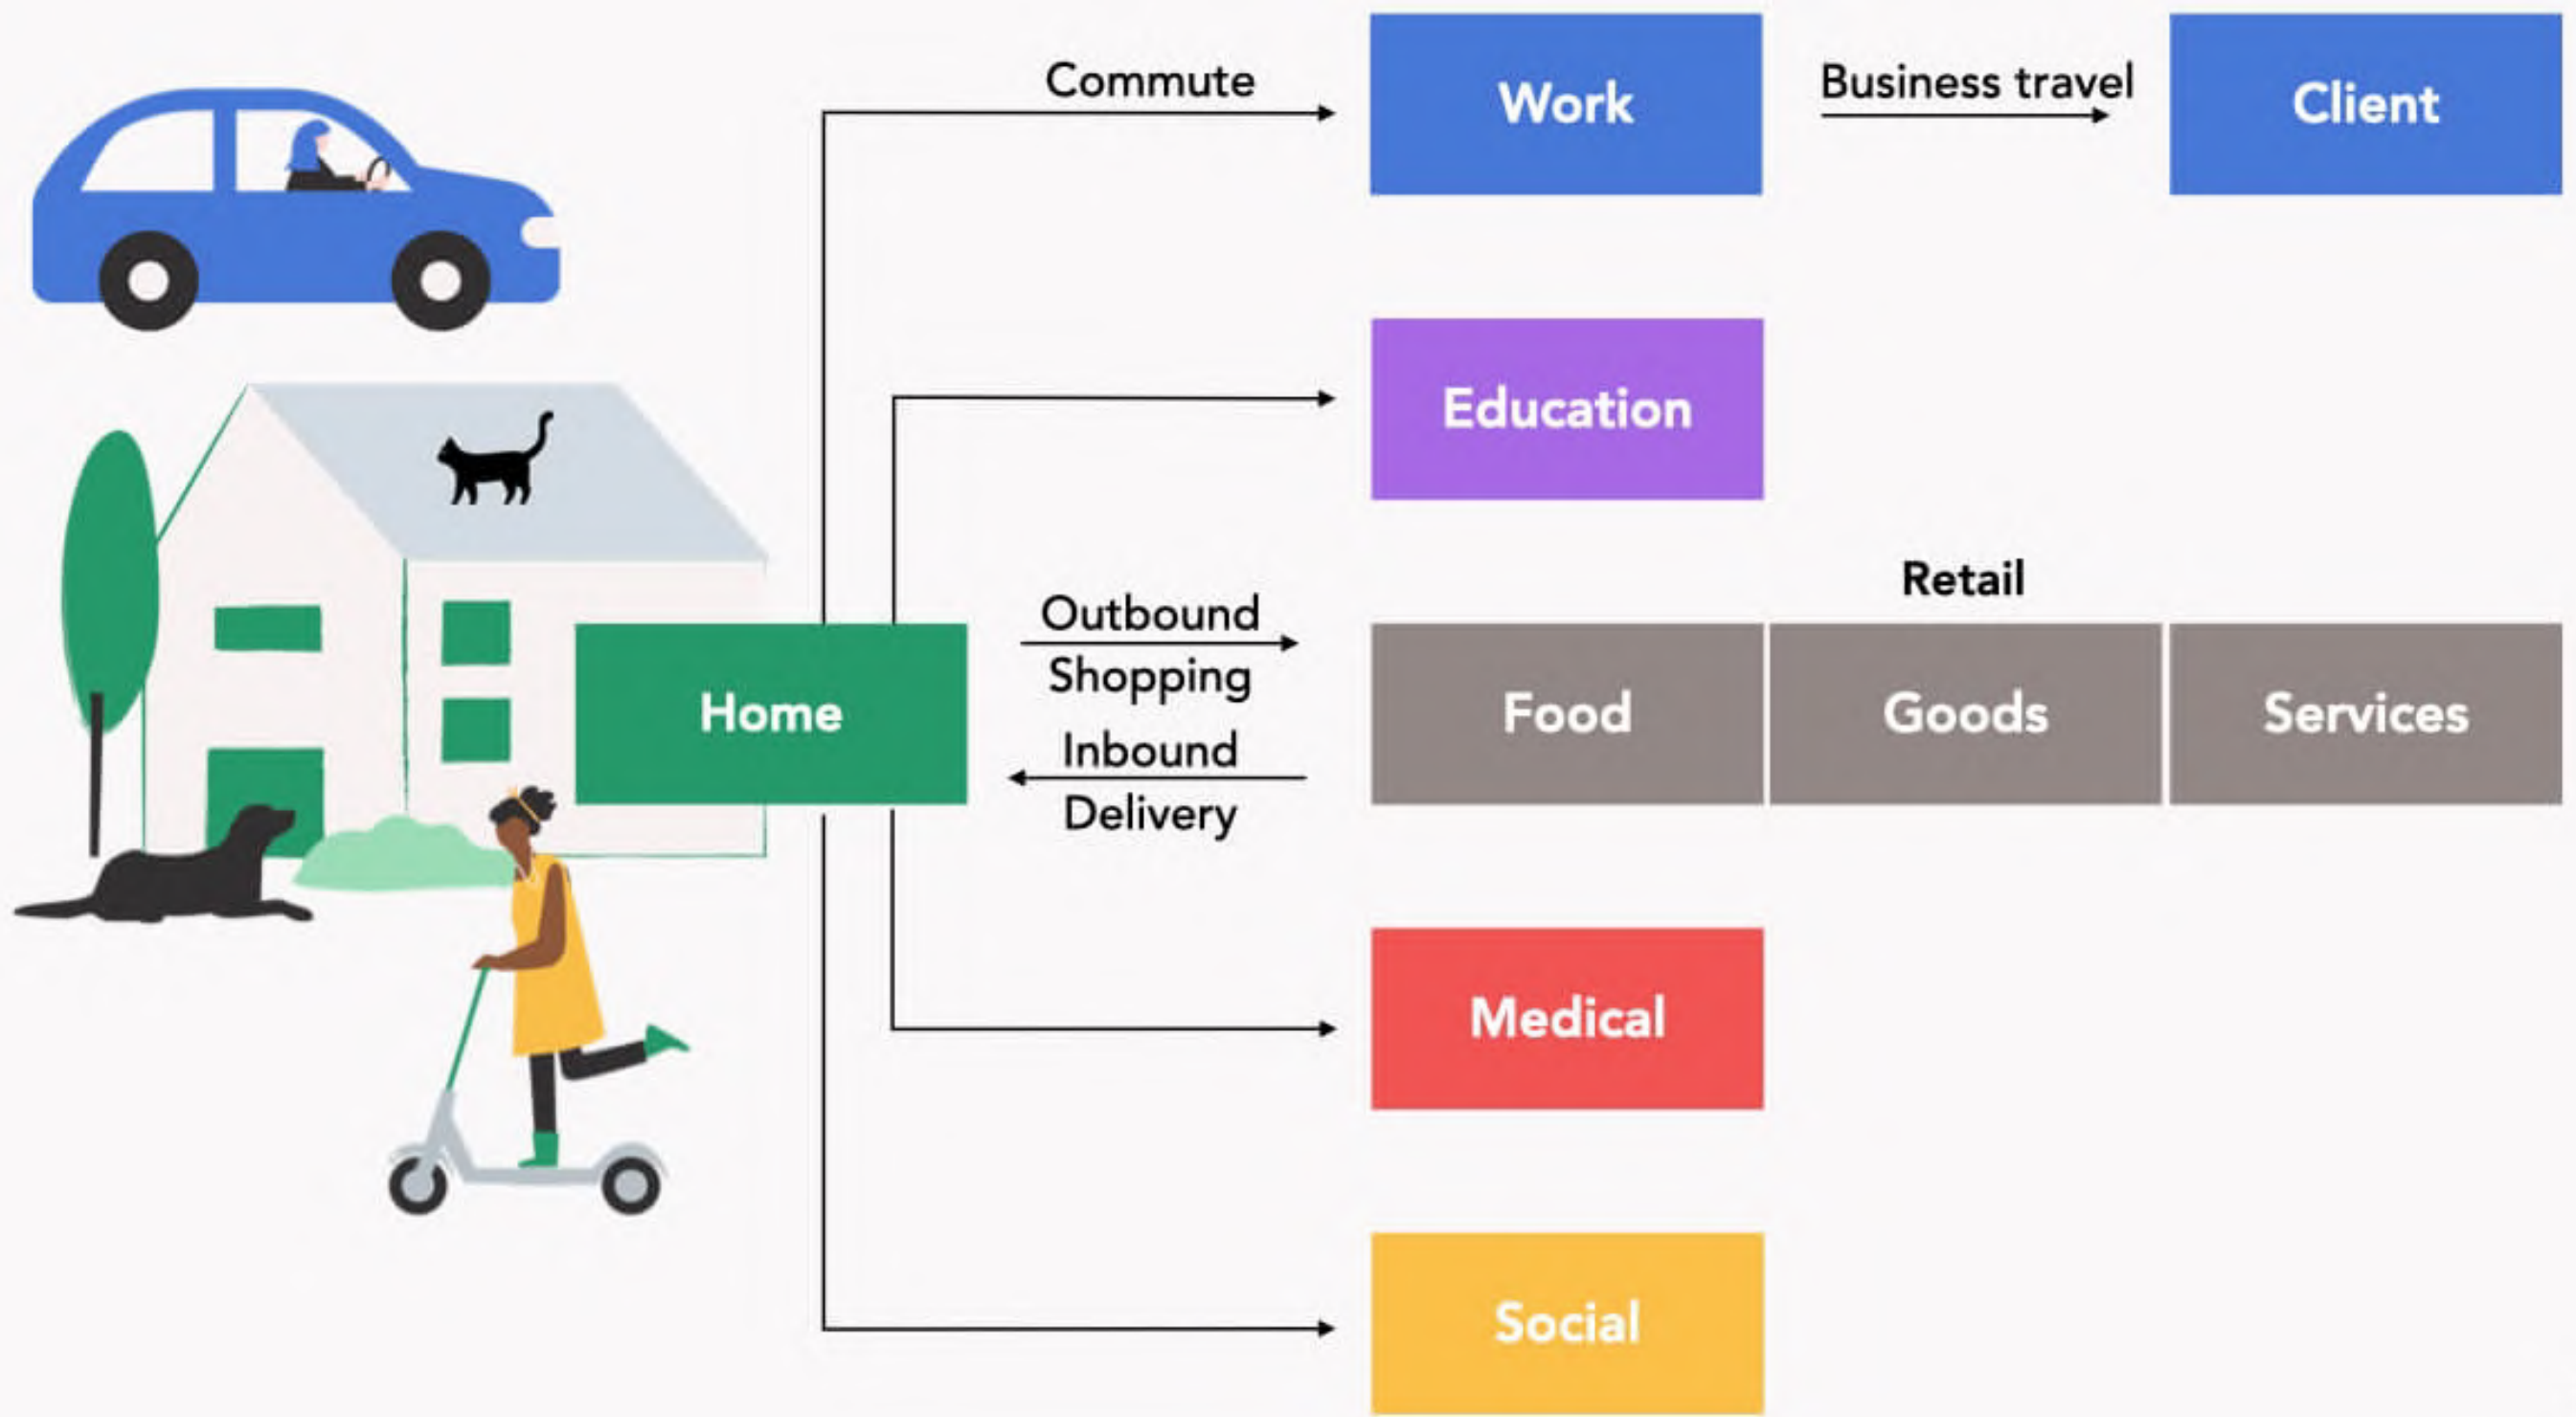 Commute
Work
Business travel
Client
Education
Retail
Outbound
Shopping
Home
Food
Goods
Services
Inbound
Delivery
Medical
Social